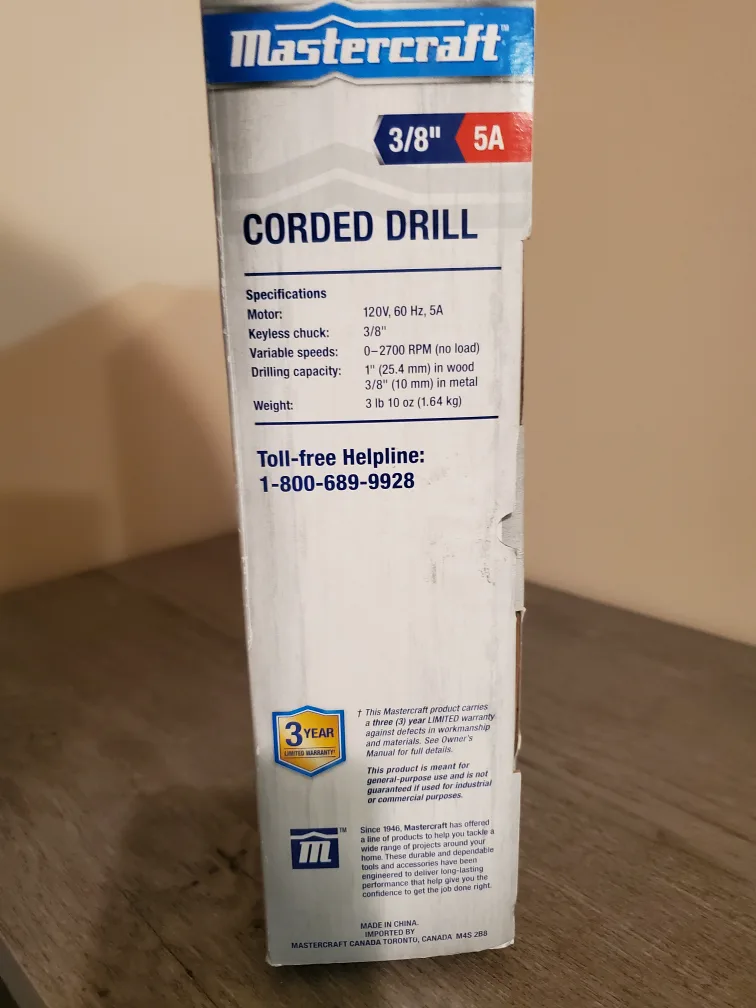 Mastercraft™
3/8" 5A
CORDED DRILL
Specifications
Motor: 120V, 60 Hz, 5A
Keyless chuck: 3/8"
Variable speeds: 0–2700 RPM (no load)
Drilling capacity: 1" (25.4 mm) in wood
3/8" (10 mm) in metal
Weight: 3 lb 10 oz (1.64 kg)
Toll-free Helpline:
1-800-689-9928
3 YEAR
LIMITED WARRANTY†
† This Mastercraft product carries
a three (3) year LIMITED warranty
against defects in workmanship
and materials. See Owner's
Manual for full details.
This product is meant for
general-purpose use and is not
guaranteed if used for industrial
or commercial purposes.
m™
Since 1946, Mastercraft has offered
a line of products to help you tackle a
wide range of projects around your
home. These durable and dependable
tools and accessories have been
engineered to deliver long-lasting
performance that help give you the
confidence to get the job done right.
MADE IN CHINA.
IMPORTED BY
MASTERCRAFT CANADA TORONTO, CANADA M4S 2B8